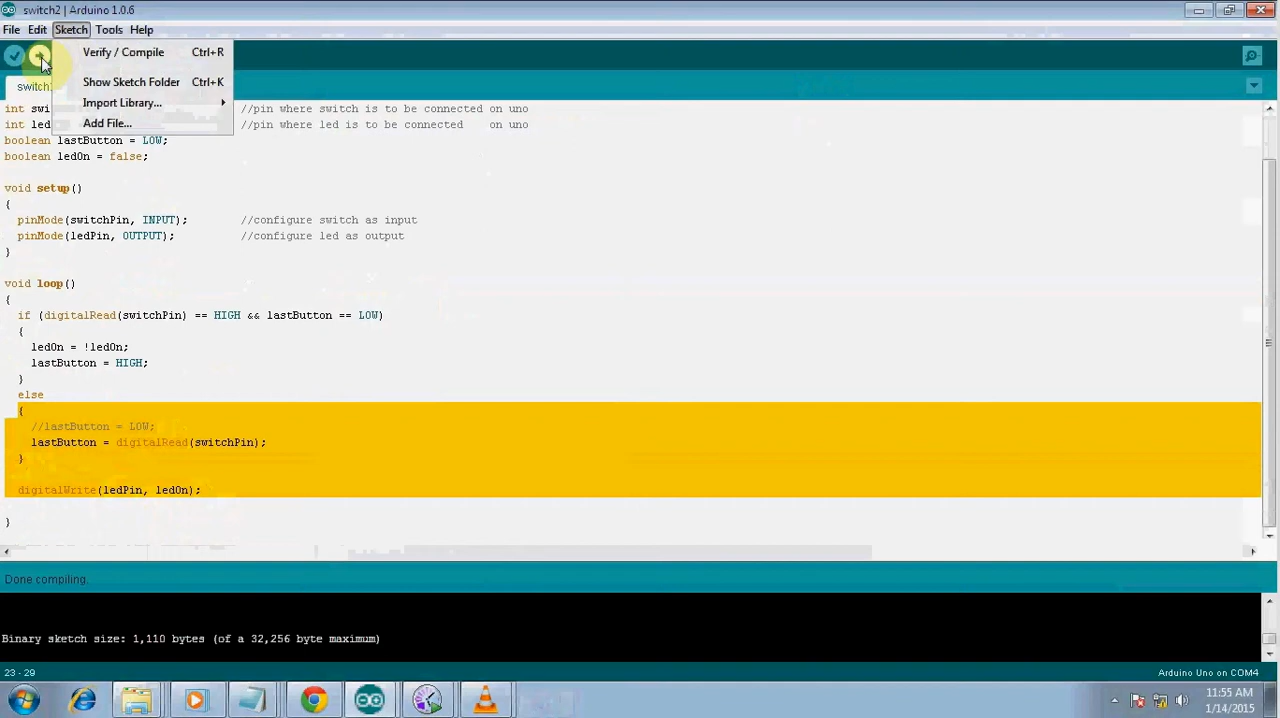 switch2 | Arduino 1.0.6
File Edit Sketch Tools Help
Verify / Compile Ctrl+R
Show Sketch Folder Ctrl+K
Import Library...
Add File...
int swi //pin where switch is to be connected on uno
int led //pin where led is to be connected on uno
boolean lastButton = LOW;
boolean ledOn = false;
void setup()
{
pinMode(switchPin, INPUT); //configure switch as input
pinMode(ledPin, OUTPUT); //configure led as output
}
void loop()
{
if (digitalRead(switchPin) == HIGH && lastButton == LOW)
{
ledOn = !ledOn;
lastButton = HIGH;
}
else
{
//lastButton = LOW;
lastButton = digitalRead(switchPin);
}
digitalWrite(ledPin, ledOn);
}
Done compiling.
Binary sketch size: 1,110 bytes (of a 32,256 byte maximum)
23 - 29 Arduino Uno on COM4
11:55 AM
1/14/2015